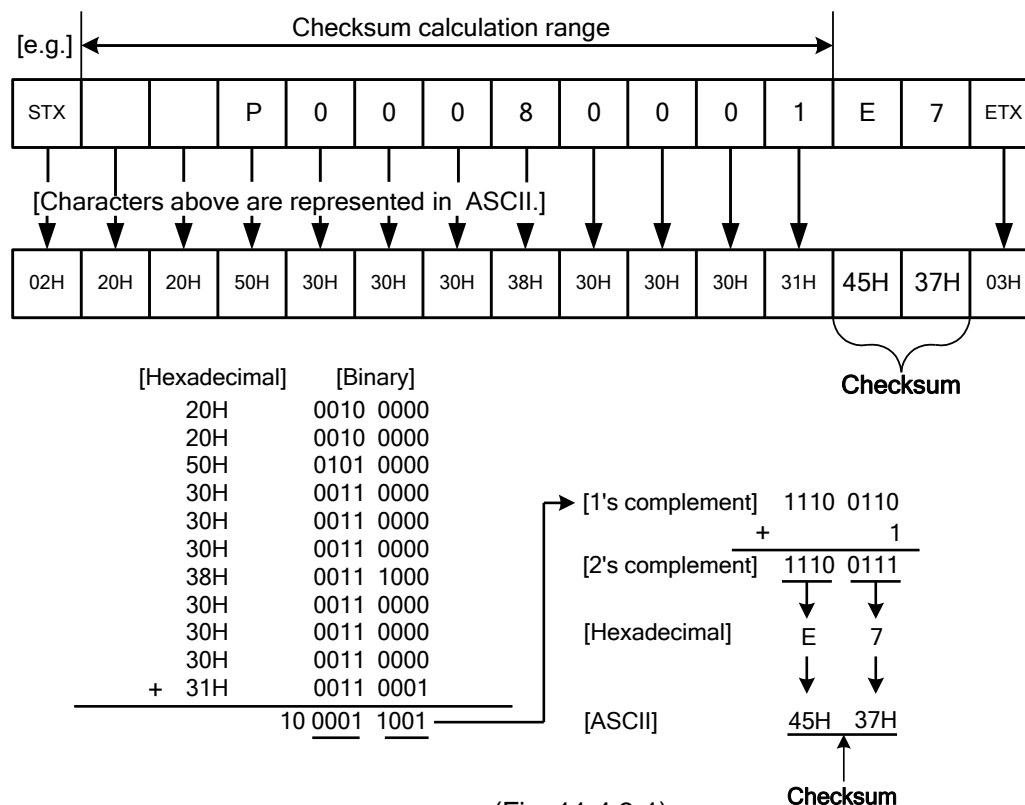 Checksum calculation range
[e.g.]
STX P 0 0 0 8 0 0 0 1 E 7 ETX
[Characters above are represented in ASCII.]
02H 20H 20H 50H 30H 30H 30H 38H 30H 30H 30H 31H 45H 37H 03H
Checksum
[Hexadecimal] [Binary]
20H 0010 0000
20H 0010 0000
50H 0101 0000
30H 0011 0000
30H 0011 0000
30H 0011 0000
38H 0011 1000
30H 0011 0000
30H 0011 0000
30H 0011 0000
+ 31H 0011 0001
10 0001 1001
[1's complement] 1110 0110
+ 1
[2's complement] 1110 0111
[Hexadecimal] E 7
[ASCII] 45H 37H
Checksum